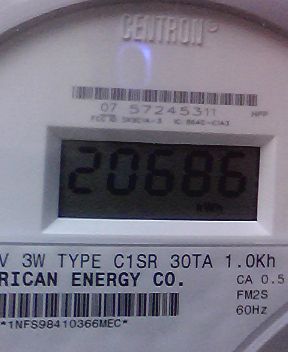 CENTRON
07 57245311 HPP
20686
kWh
V 3W TYPE C1SR 30TA 1.0Kh
RICAN ENERGY CO. CA 0.5
FM2S
60Hz
*1NFS98410366MEC*